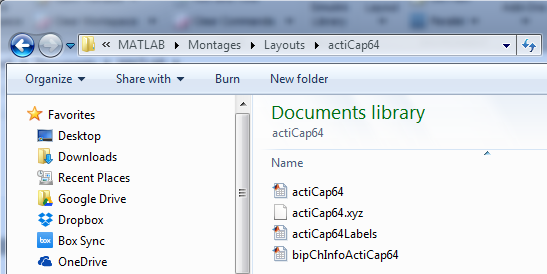 MATLAB ▸ Montages ▸ Layouts ▸ actiCap64
Organize Share with Burn New folder
Favorites
Desktop
Downloads
Recent Places
Google Drive
Dropbox
box Box Sync
OneDrive
Documents library
actiCap64
Name
actiCap64
actiCap64.xyz
actiCap64Labels
bipChInfoActiCap64